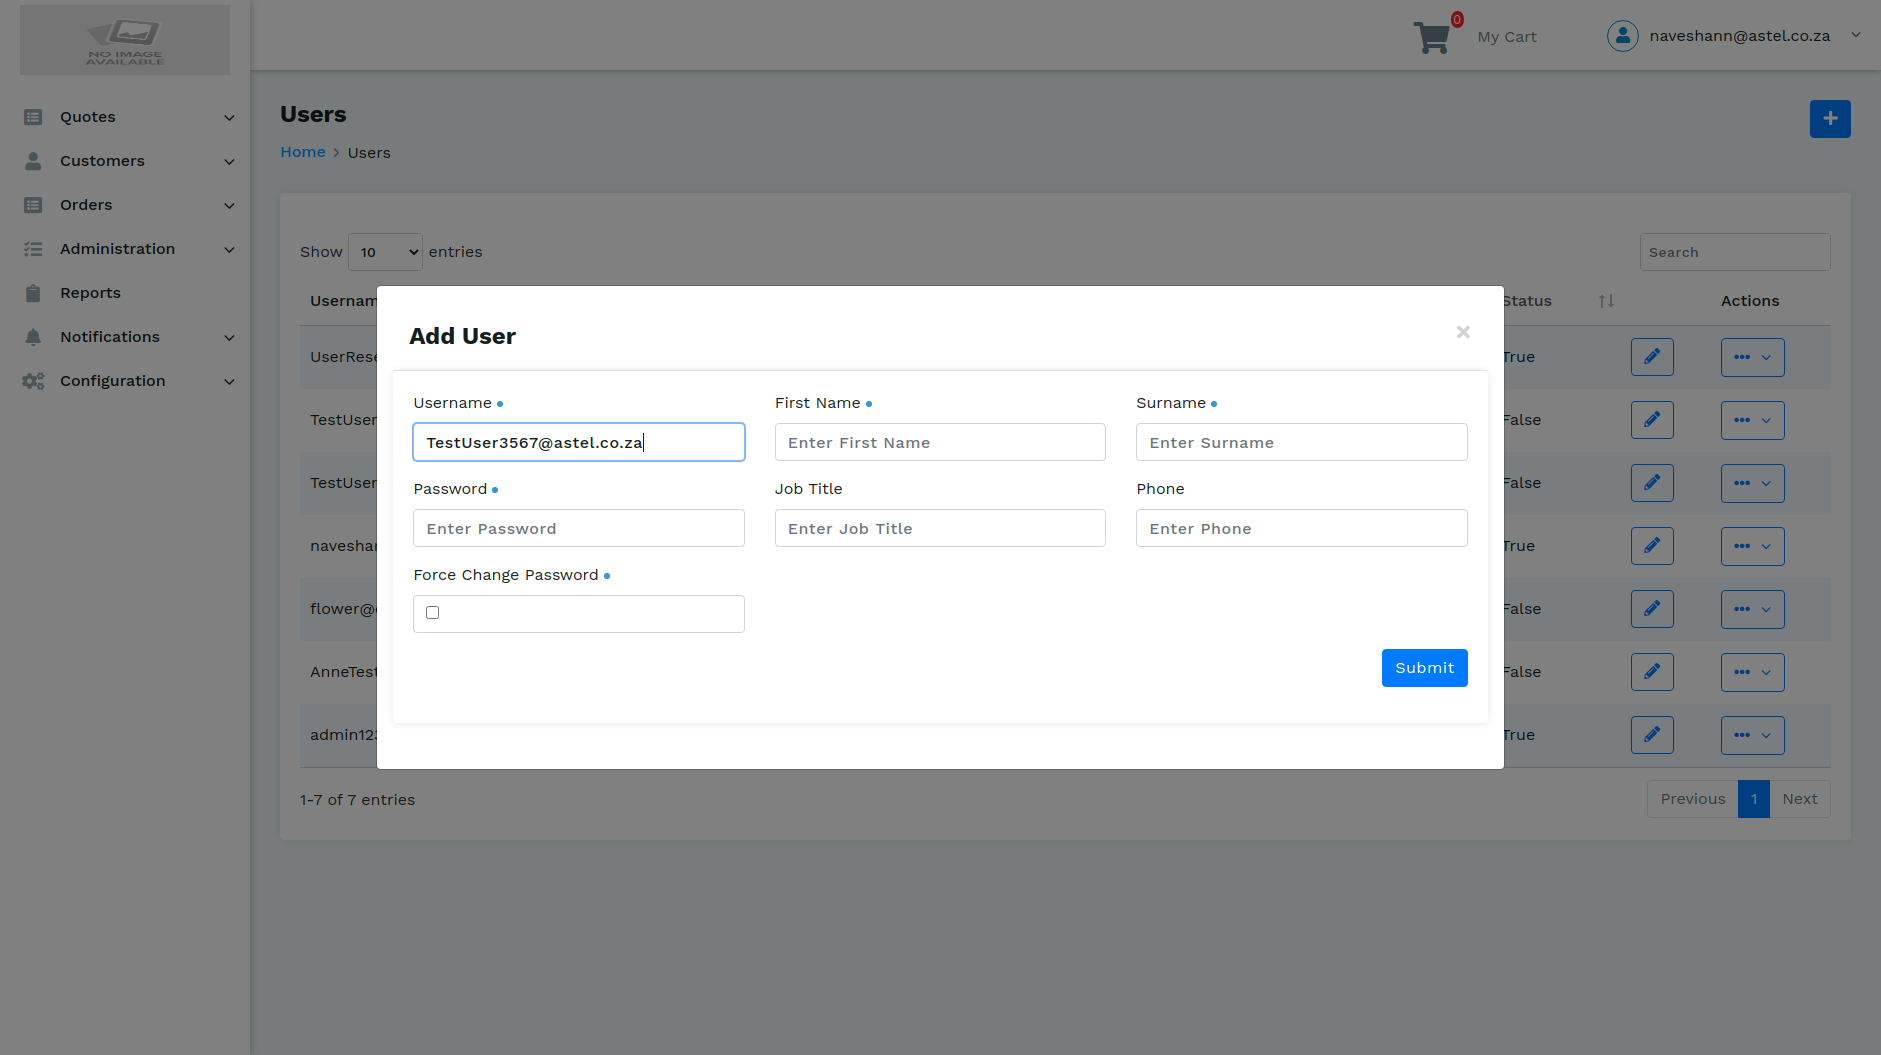 NO IMAGE
AVAILABLE
0
My Cart
naveshann@astel.co.za
Quotes
Customers
Orders
Administration
Reports
Notifications
Configuration
Users
Home > Users
Show 10 entries
Search
Status
Actions
UserRese
True
TestUser
False
TestUser
False
True
flower@
False
AnneTest
False
admin123
True
1-7 of 7 entries
Previous 1 Next
Add User
×
Username
First Name
Surname
TestUser3567@astel.co.za
Enter First Name
Enter Surname
Password
Job Title
Phone
Enter Password
Enter Job Title
Enter Phone
Force Change Password
Submit